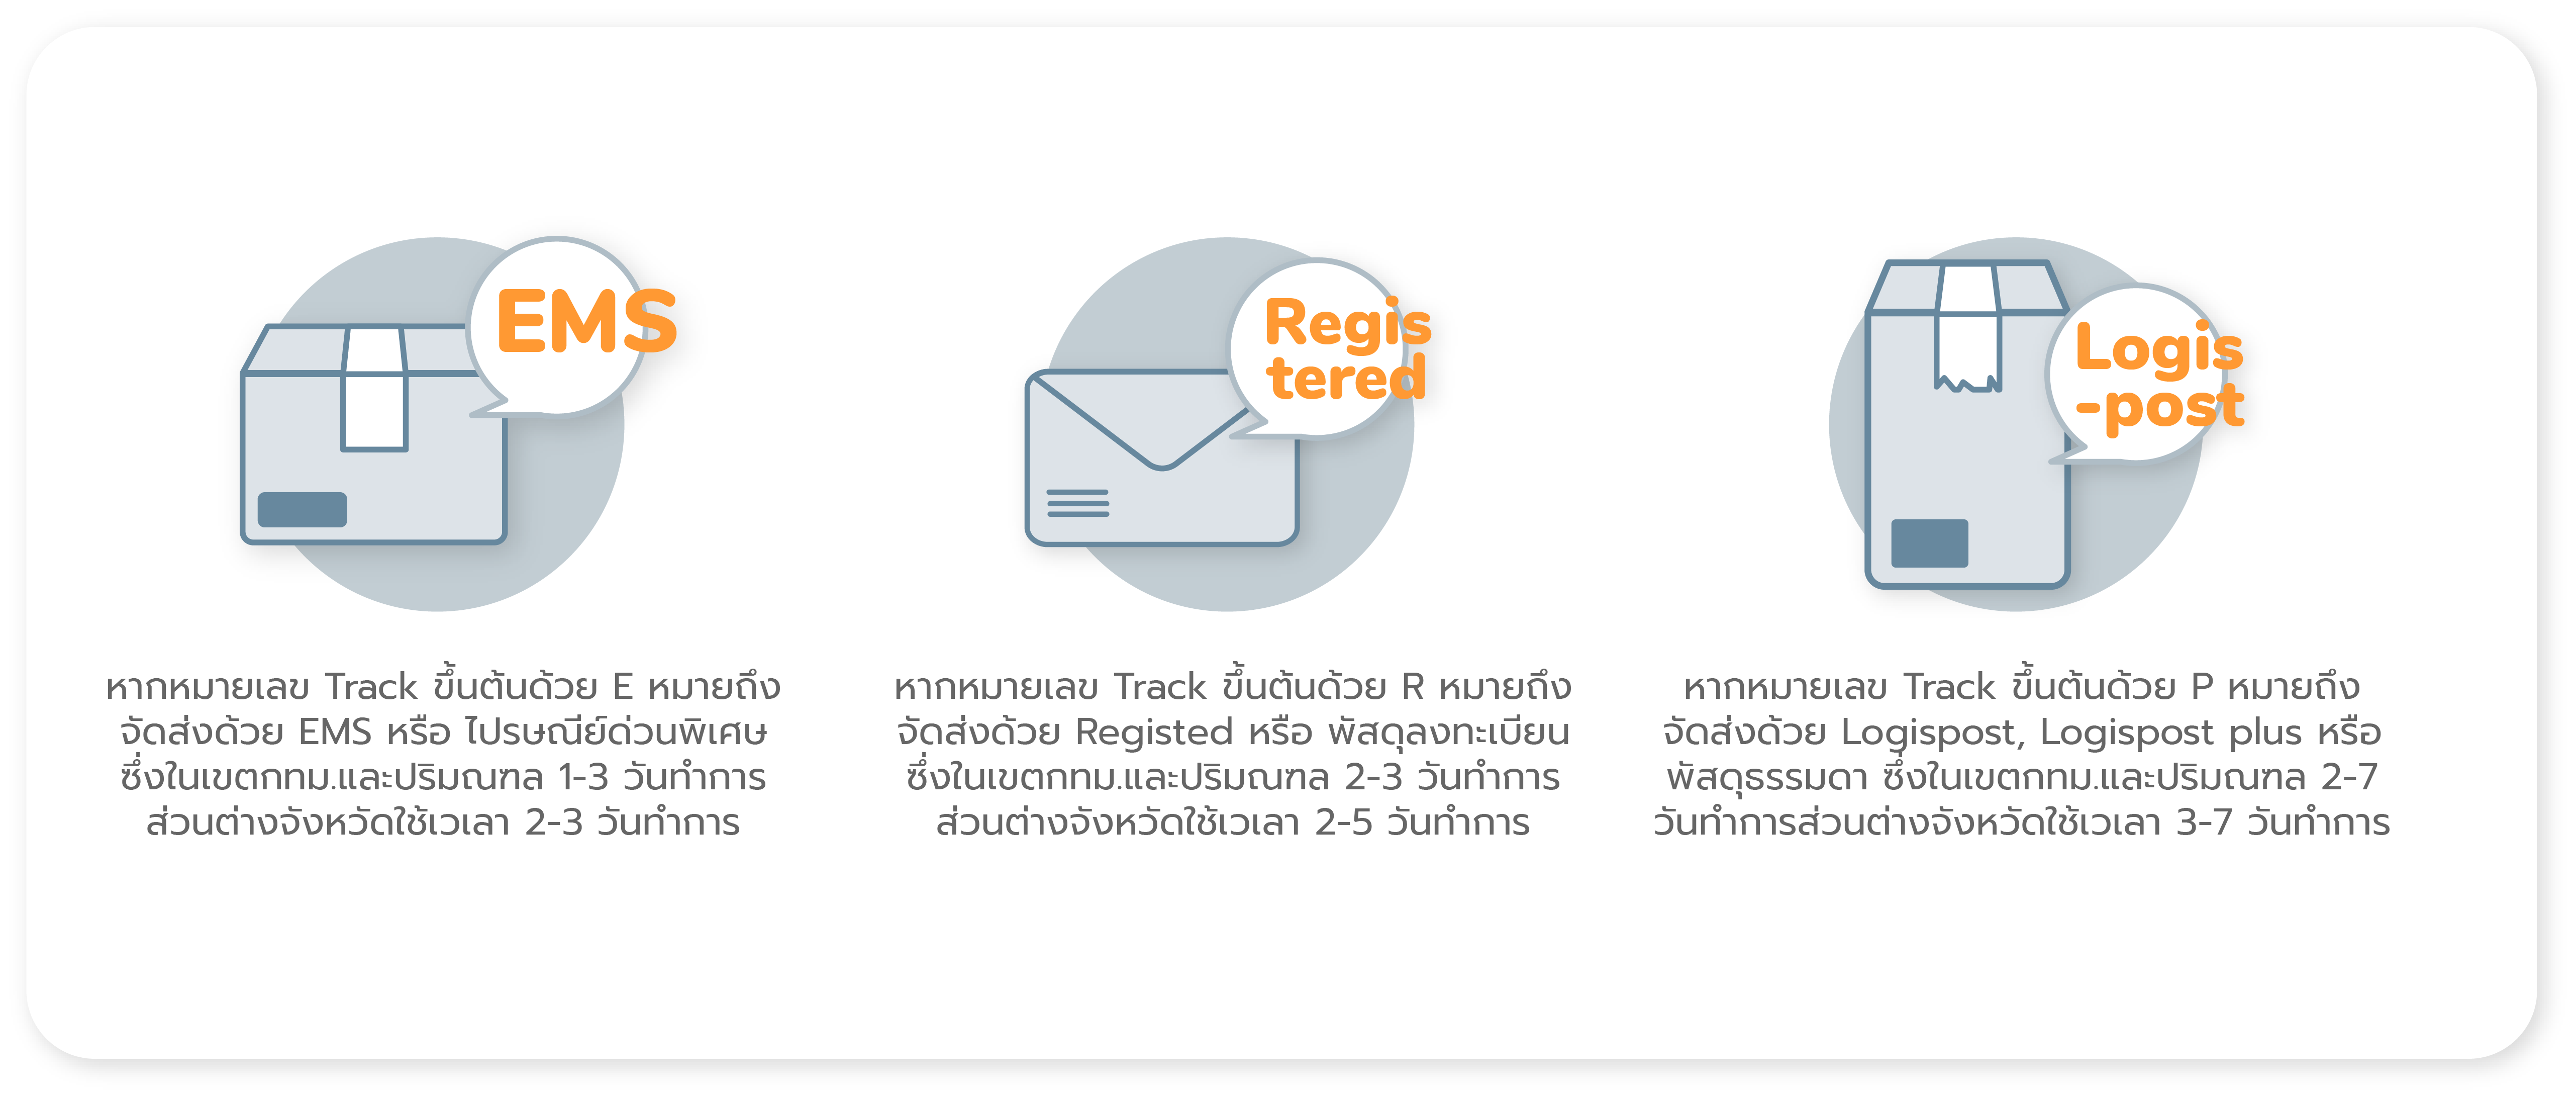 EMS
Regis
tered
Logis
-post
หากหมายเลข Track ขึ้นต้นด้วย E หมายถึง
จัดส่งด้วย EMS หรือ ไปรษณีย์ด่วนพิเศษ
ซึ่งในเขตกทม.และปริมณฑล 1-3 วันทำการ
ส่วนต่างจังหวัดใช้เวเลา 2-3 วันทำการ
หากหมายเลข Track ขึ้นต้นด้วย R หมายถึง
จัดส่งด้วย Registed หรือ พัสดุลงทะเบียน
ซึ่งในเขตกทม.และปริมณฑล 2-3 วันทำการ
ส่วนต่างจังหวัดใช้เวเลา 2-5 วันทำการ
หากหมายเลข Track ขึ้นต้นด้วย P หมายถึง
จัดส่งด้วย Logispost, Logispost plus หรือ
พัสดุธรรมดา ซึ่งในเขตกทม.และปริมณฑล 2-7
วันทำการส่วนต่างจังหวัดใช้เวเลา 3-7 วันทำการ